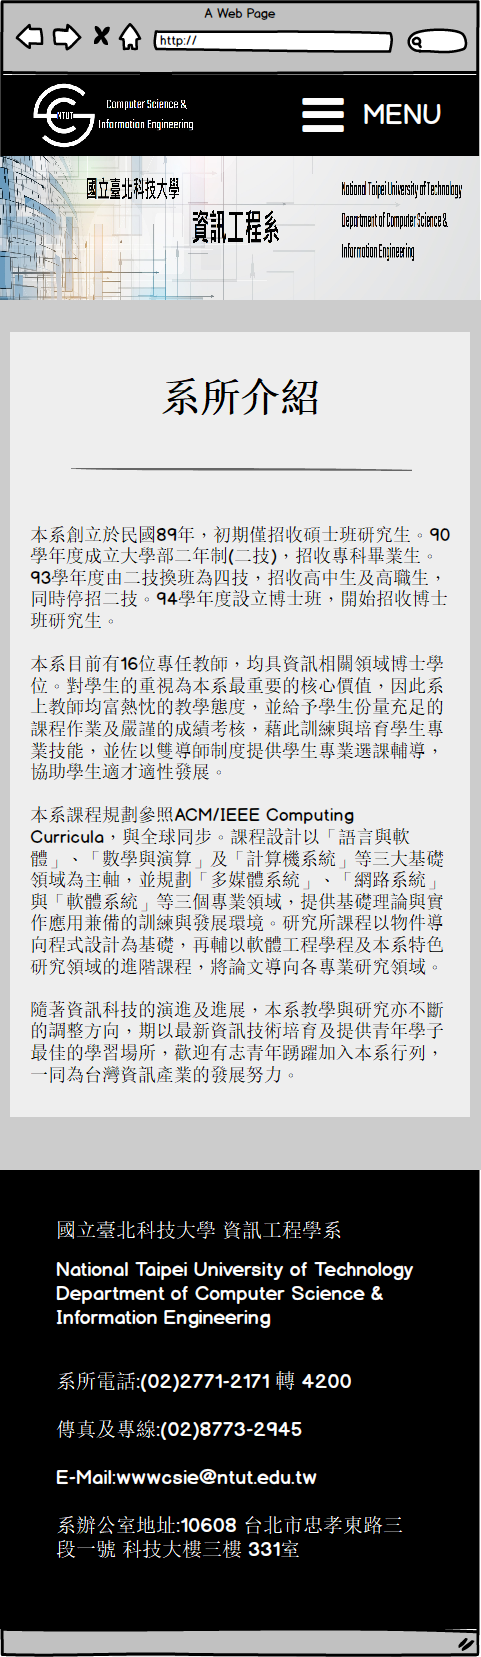 A Web Page
http://
Computer Science &
Information Engineering
NTUT
MENU
國立臺北科技大學
資訊工程系
National Taipei University of Technology
Department of Computer Science &
Information Engineering
系所介紹
本系創立於民國89年，初期僅招收碩士班研究生。90
學年度成立大學部二年制(二技)，招收專科畢業生。
93學年度由二技換班為四技，招收高中生及高職生，
同時停招二技。94學年度設立博士班，開始招收博士
班研究生。
本系目前有16位專任教師，均具資訊相關領域博士學
位。對學生的重視為本系最重要的核心價值，因此系
上教師均富熱忱的教學態度，並給予學生份量充足的
課程作業及嚴謹的成績考核，藉此訓練與培育學生專
業技能，並佐以雙導師制度提供學生專業選課輔導，
協助學生適才適性發展。
本系課程規劃參照ACM/IEEE Computing
Curricula，與全球同步。課程設計以「語言與軟
體」、「數學與演算」及「計算機系統」等三大基礎
領域為主軸，並規劃「多媒體系統」、「網路系統」
與「軟體系統」等三個專業領域，提供基礎理論與實
作應用兼備的訓練與發展環境。研究所課程以物件導
向程式設計為基礎，再輔以軟體工程學程及本系特色
研究領域的進階課程，將論文導向各專業研究領域。
隨著資訊科技的演進及進展，本系教學與研究亦不斷
的調整方向，期以最新資訊技術培育及提供青年學子
最佳的學習場所，歡迎有志青年踴躍加入本系行列，
一同為台灣資訊產業的發展努力。
國立臺北科技大學 資訊工程學系
National Taipei University of Technology
Department of Computer Science &
Information Engineering
系所電話:(02)2771-2171 轉 4200
傳真及專線:(02)8773-2945
E-Mail:wwwcsie@ntut.edu.tw
系辦公室地址:10608 台北市忠孝東路三
段一號 科技大樓三樓 331室